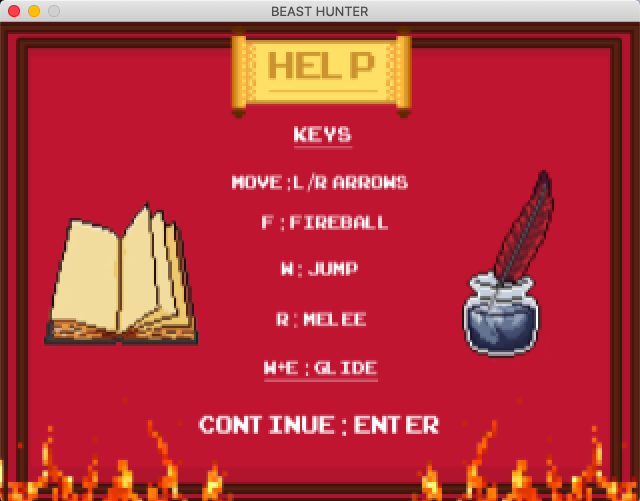 BEAST HUNTER
HELP
KEYS
MOVE:L/R ARROWS
F:FIREBALL
W:JUMP
R:MELEE
W+E:GLIDE
CONTINUE:ENTER